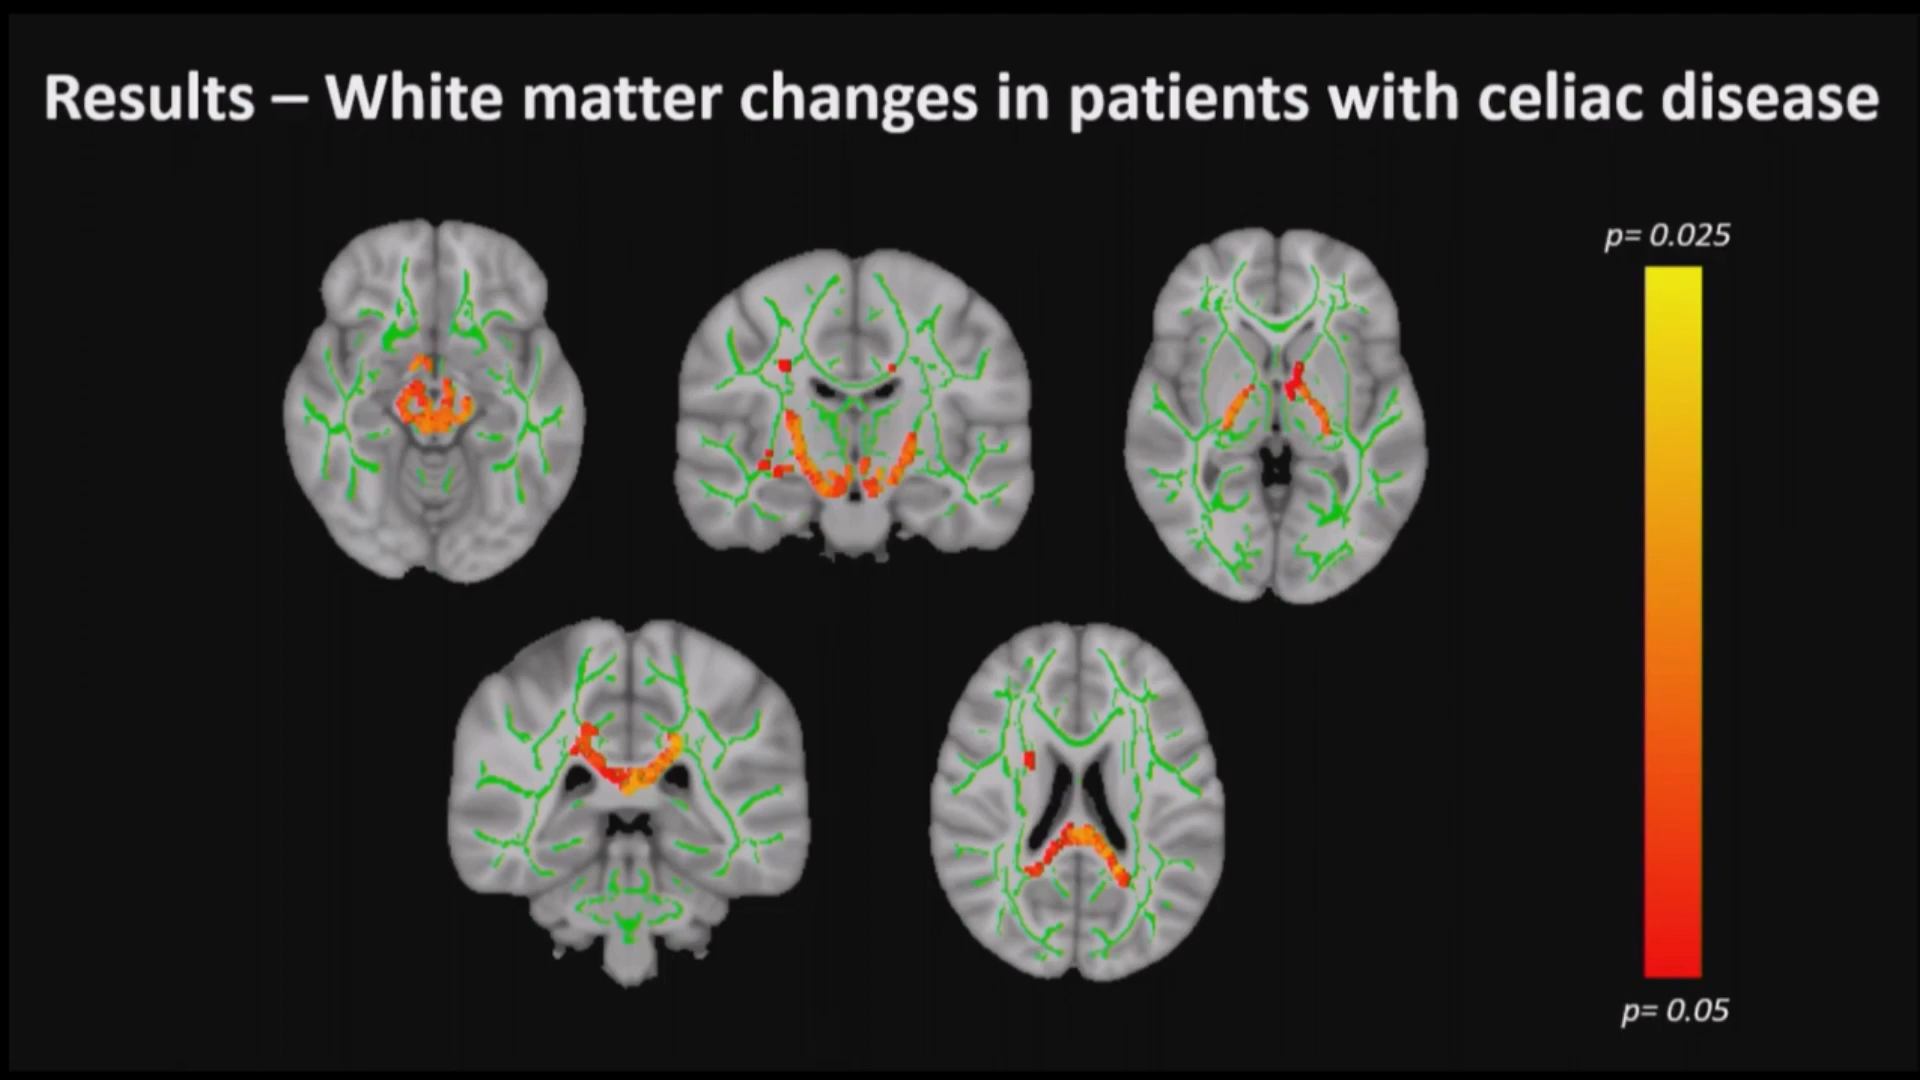 Results – White matter changes in patients with celiac disease
p= 0.025
p= 0.05